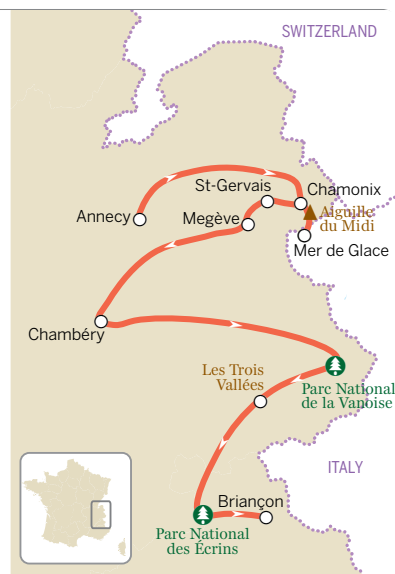 SWITZERLAND
St-Gervais
Chamonix
Annecy
Megève
Aiguille
du Midi
Mer de Glace
Chambéry
Les Trois
Vallées
Parc National
de la Vanoise
ITALY
Briançon
Parc National
des Écrins